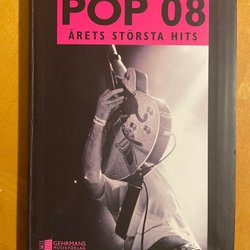 POP 08
ÅRETS STÖRSTA HITS
GEHRMANS
MUSIKFÖRLAG